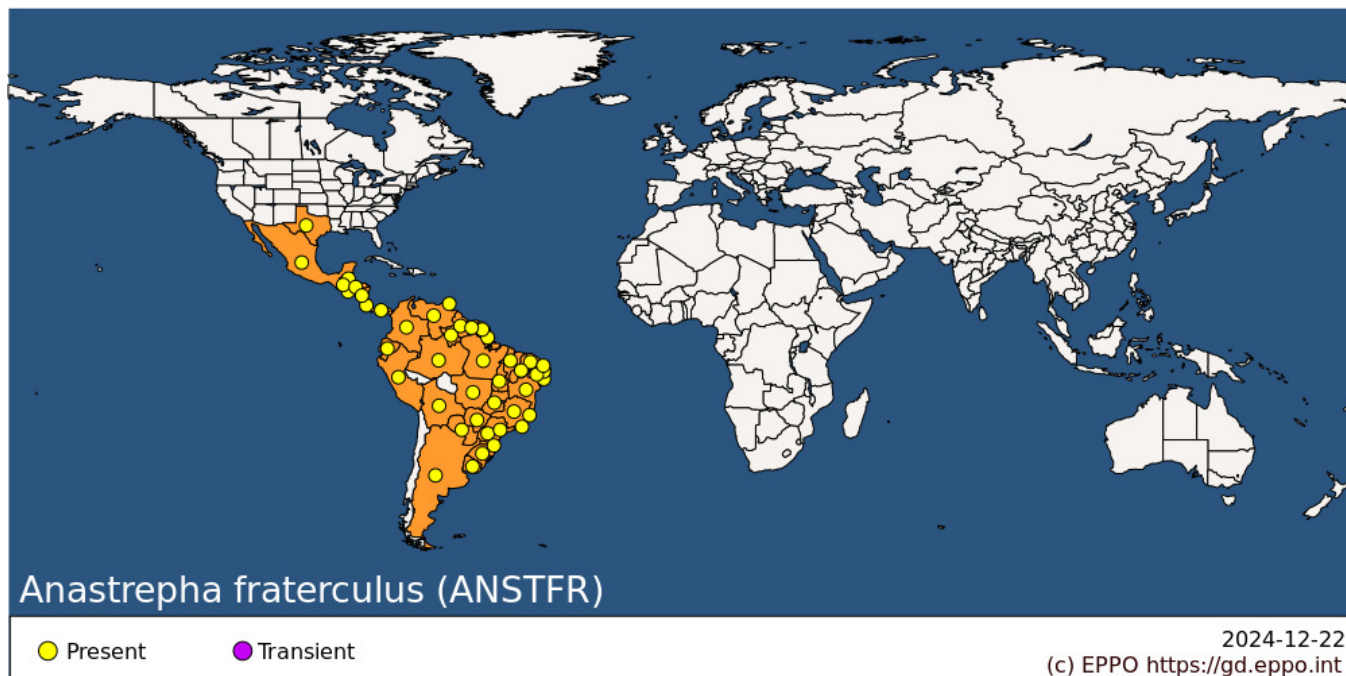 Anastrepha fraterculus (ANSTFR)
Present
Transient
2024-12-22
(c) EPPO https://gd.eppo.int